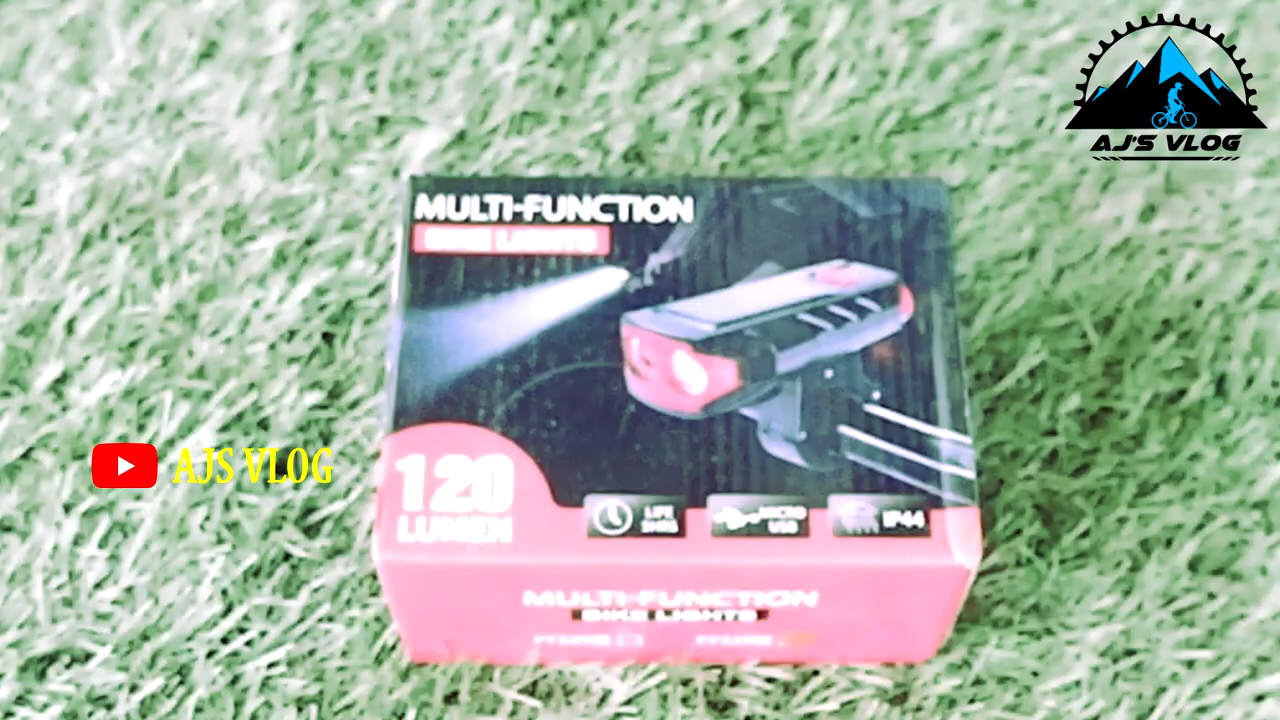 AJ'S VLOG
MULTI-FUNCTION
BIKE LIGHTS
AJS VLOG
120
LUMEN
LIFE
MICRO
USB
IP44
MULTI-FUNCTION
BIKE LIGHTS